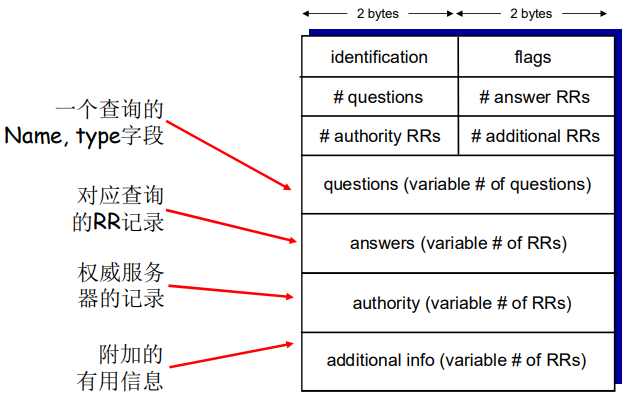 2 bytes 2 bytes
identification flags
# questions # answer RRs
# authority RRs # additional RRs
一个查询的
Name, type字段
questions (variable # of questions)
对应查询
的RR记录
answers (variable # of RRs)
权威服务
器的记录
authority (variable # of RRs)
附加的
有用信息
additional info (variable # of RRs)